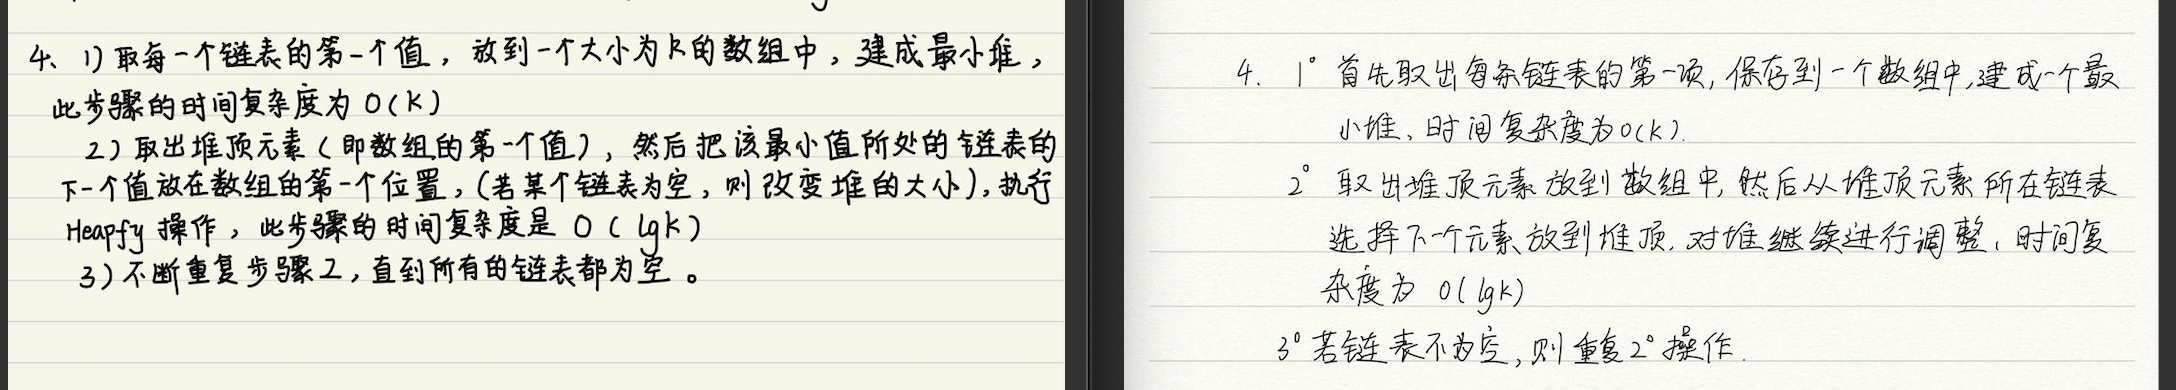 4、1)取每一个链表的第一个值，放到一个大小为k的数组中，建成最小堆，
此步骤的时间复杂度为 O(K)
2)取出堆顶元素(即数组的第一个值)，然后把该最小值所处的链表的
下一个值放在数组的第一个位置，(若某个链表为空，则改变堆的大小)，执行
Heapfy 操作，此步骤的时间复杂度是 O(lgk)
3)不断重复步骤2，直到所有的链表都为空。
4. 1° 首先取出每条链表的第一项，保存到一个数组中，建成一个最
小堆、时间复杂度为o(k).
2° 取出堆顶元素放到数组中，然后从堆顶元素所在链表
选择下一个元素放到堆顶.对堆继续进行调整，时间复
杂度为 o(lgk)
3°若链表不为空，则重复2°操作.